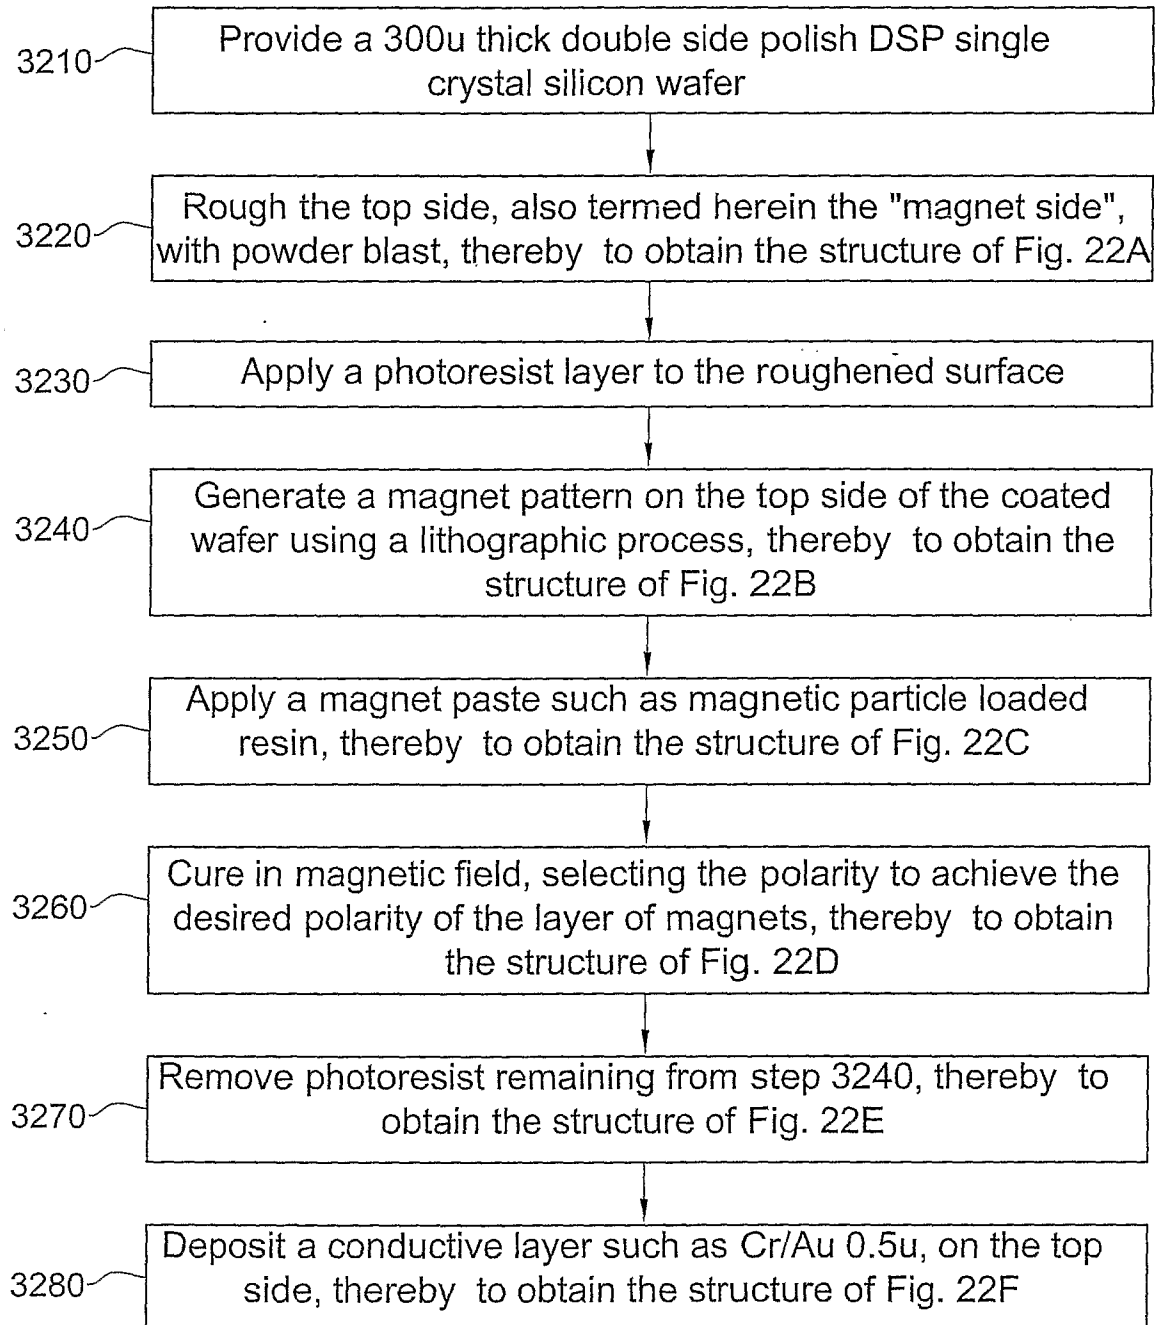 3210
Provide a 300u thick double side polish DSP single
crystal silicon wafer
3220
Rough the top side, also termed herein the "magnet side",
with powder blast, thereby to obtain the structure of Fig. 22A
3230
Apply a photoresist layer to the roughened surface
3240
Generate a magnet pattern on the top side of the coated
wafer using a lithographic process, thereby to obtain the
structure of Fig. 22B
3250
Apply a magnet paste such as magnetic particle loaded
resin, thereby to obtain the structure of Fig. 22C
3260
Cure in magnetic field, selecting the polarity to achieve the
desired polarity of the layer of magnets, thereby to obtain
the structure of Fig. 22D
3270
Remove photoresist remaining from step 3240, thereby to
obtain the structure of Fig. 22E
3280
Deposit a conductive layer such as Cr/Au 0.5u, on the top
side, thereby to obtain the structure of Fig. 22F